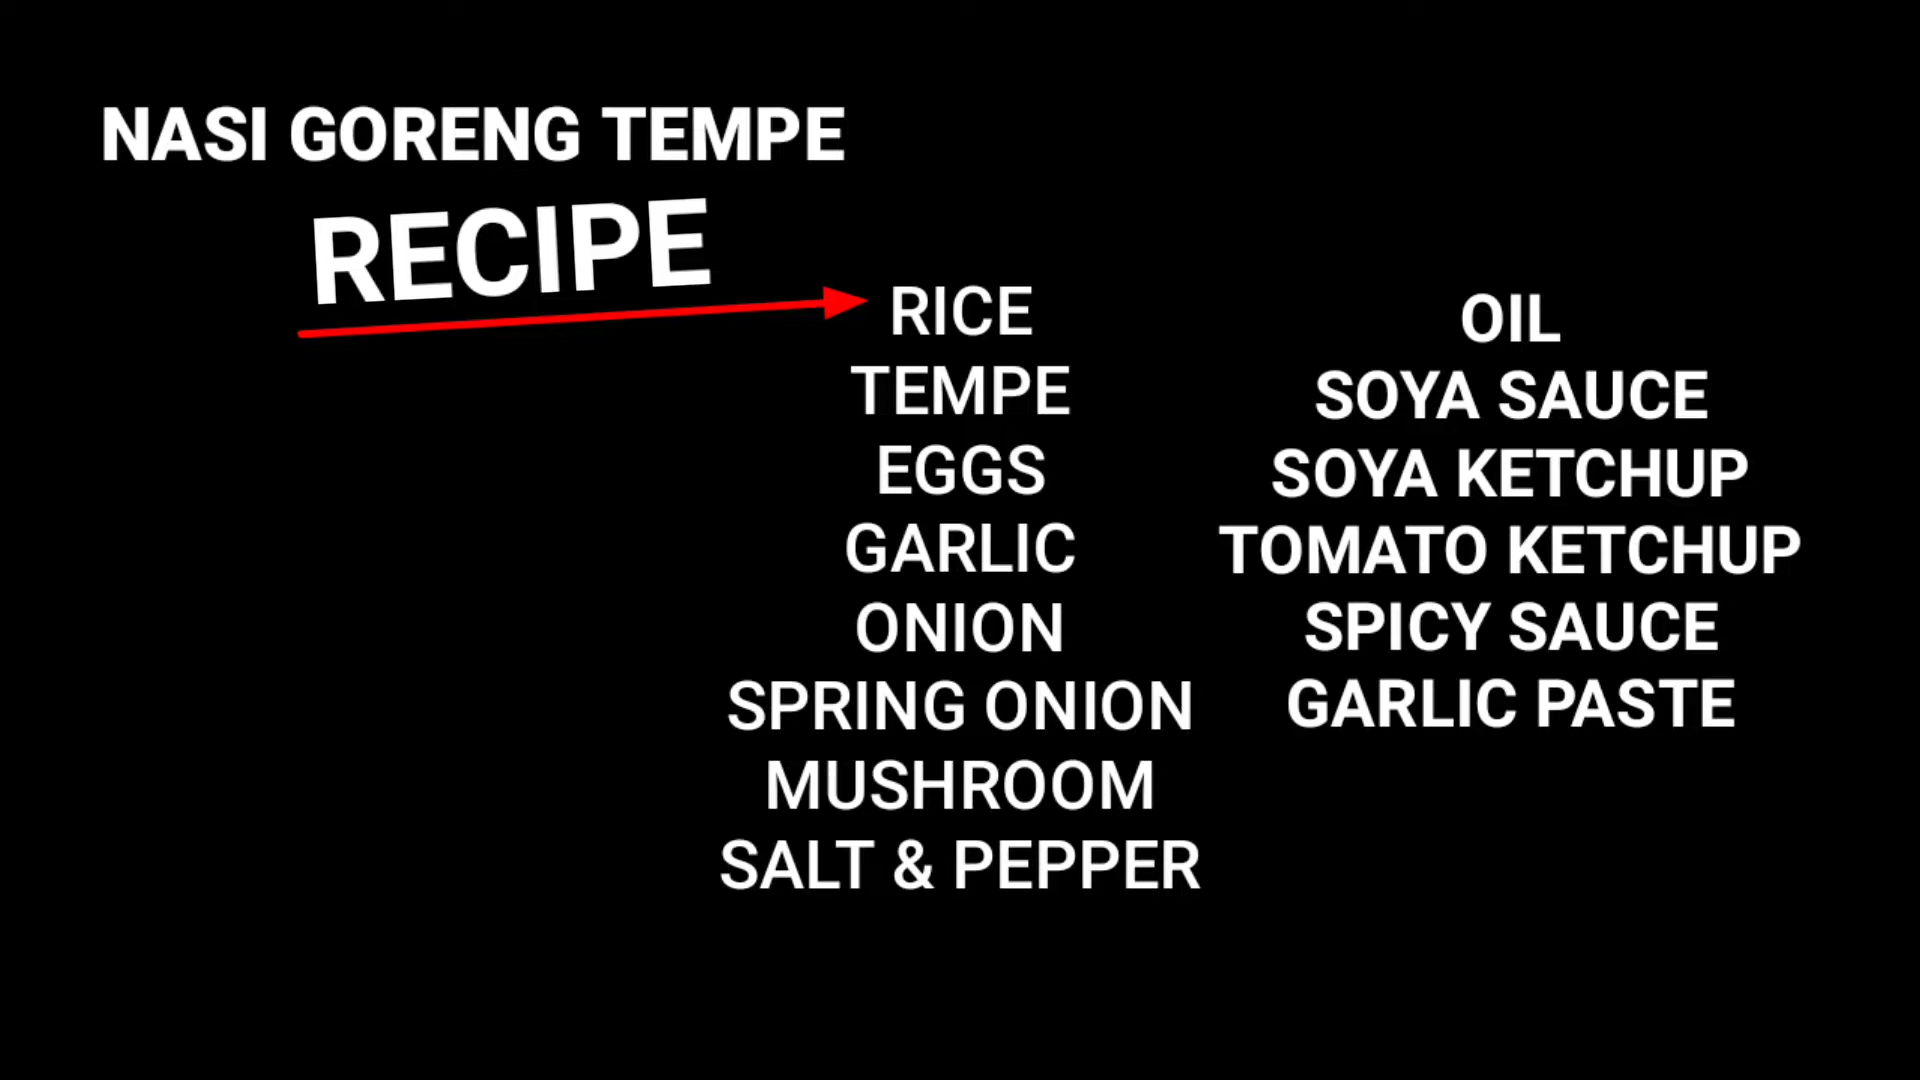 NASI GORENG TEMPE
RECIPE
RICE
TEMPE
EGGS
GARLIC
ONION
SPRING ONION
MUSHROOM
SALT & PEPPER
OIL
SOYA SAUCE
SOYA KETCHUP
TOMATO KETCHUP
SPICY SAUCE
GARLIC PASTE